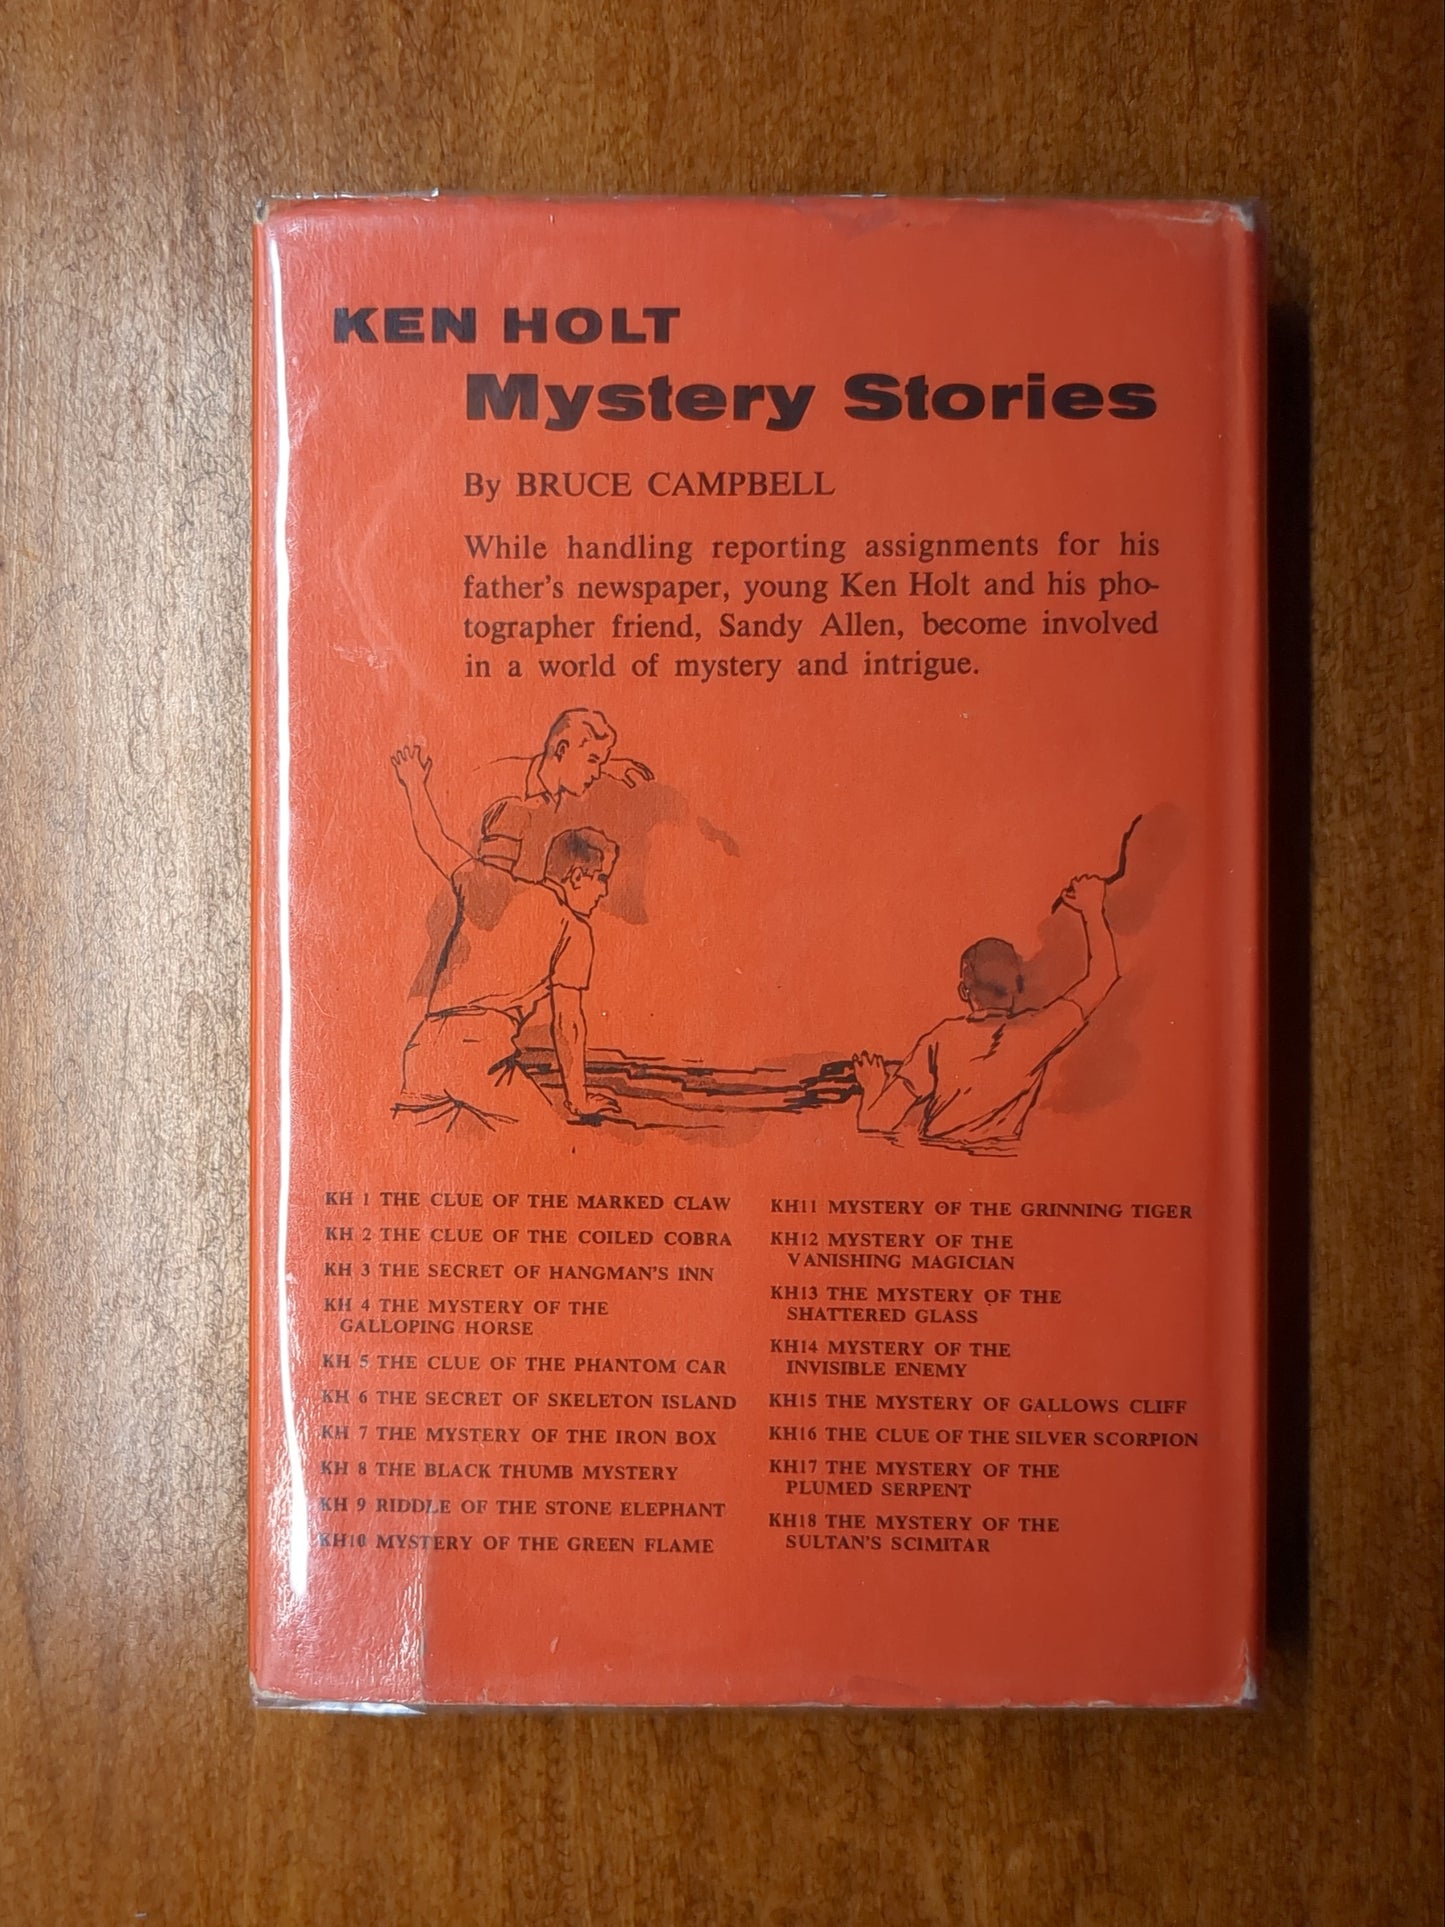 KEN HOLT
Mystery Stories
By BRUCE CAMPBELL
While handling reporting assignments for his
father's newspaper, young Ken Holt and his pho-
tographer friend, Sandy Allen, become involved
in a world of mystery and intrigue.
KH 1 THE CLUE OF THE MARKED CLAW
KH 2 THE CLUE OF THE COILED COBRA
KH 3 THE SECRET OF HANGMAN'S INN
KH 4 THE MYSTERY OF THE
GALLOPING HORSE
KH 5 THE CLUE OF THE PHANTOM CAR
KH 6 THE SECRET OF SKELETON ISLAND
KH 7 THE MYSTERY OF THE IRON BOX
KH 8 THE BLACK THUMB MYSTERY
KH 9 RIDDLE OF THE STONE ELEPHANT
KH10 MYSTERY OF THE GREEN FLAME
KH11 MYSTERY OF THE GRINNING TIGER
KH12 MYSTERY OF THE
VANISHING MAGICIAN
KH13 THE MYSTERY OF THE
SHATTERED GLASS
KH14 MYSTERY OF THE
INVISIBLE ENEMY
KH15 THE MYSTERY OF GALLOWS CLIFF
KH16 THE CLUE OF THE SILVER SCORPION
KH17 THE MYSTERY OF THE
PLUMED SERPENT
KH18 THE MYSTERY OF THE
SULTAN'S SCIMITAR